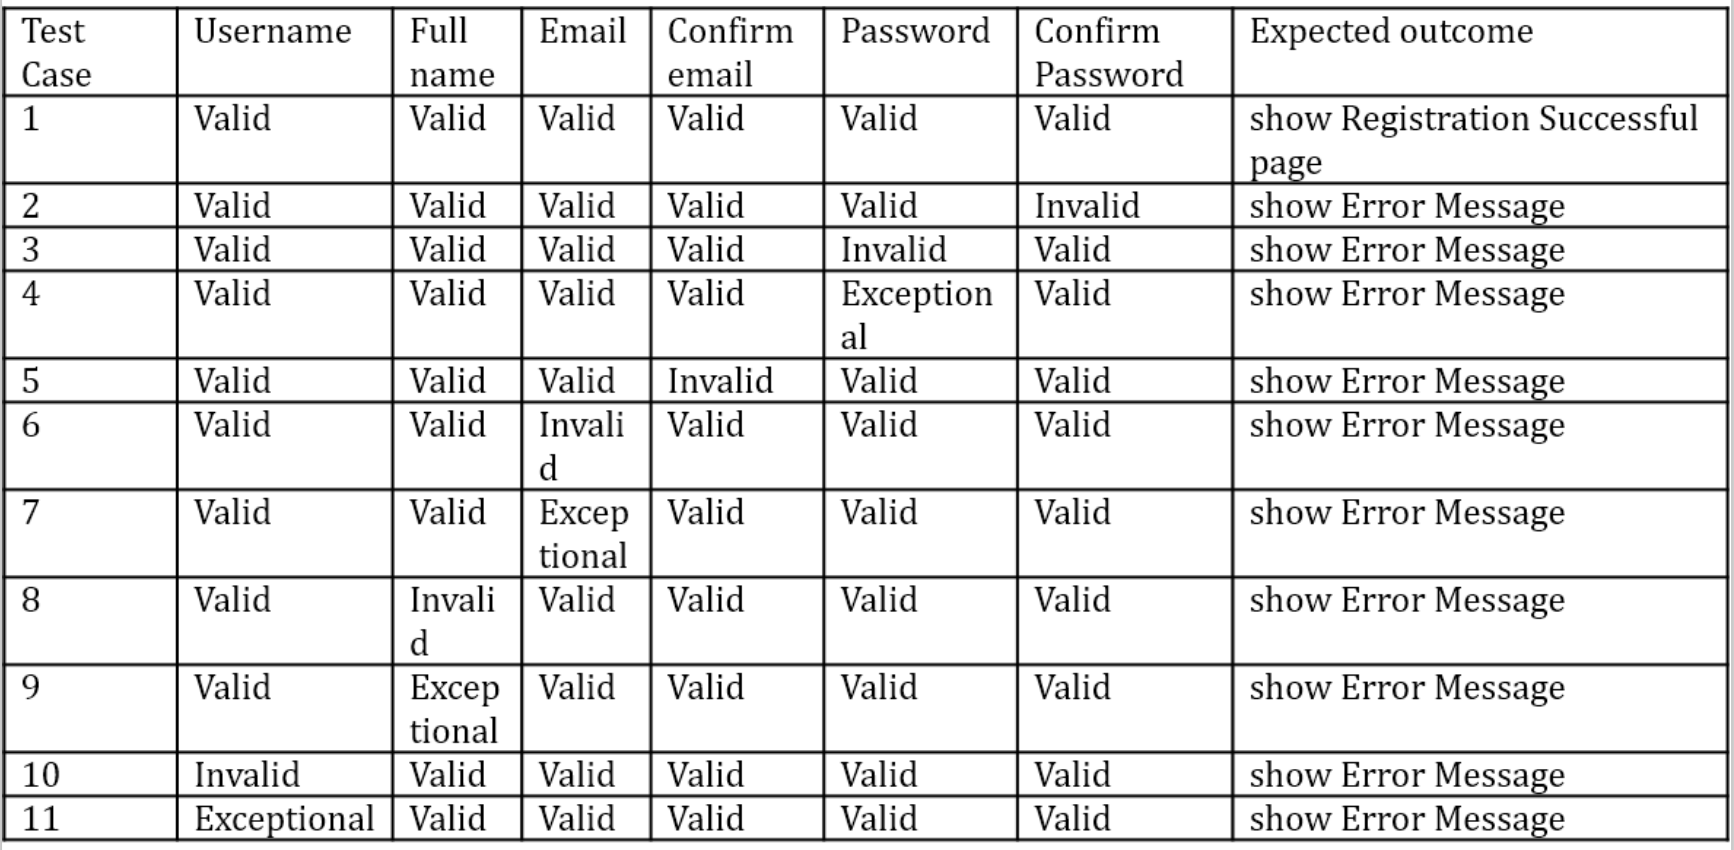 Test Case Username Full name Email Confirm email Password Confirm Password Expected outcome
1 Valid Valid Valid Valid Valid Valid show Registration Successful page
2 Valid Valid Valid Valid Valid Invalid show Error Message
3 Valid Valid Valid Valid Invalid Valid show Error Message
4 Valid Valid Valid Valid Exceptional Valid show Error Message
5 Valid Valid Valid Invalid Valid Valid show Error Message
6 Valid Valid Invalid Valid Valid Valid show Error Message
7 Valid Valid Exceptional Valid Valid Valid show Error Message
8 Valid Invalid Valid Valid Valid Valid show Error Message
9 Valid Exceptional Valid Valid Valid Valid show Error Message
10 Invalid Valid Valid Valid Valid Valid show Error Message
11 Exceptional Valid Valid Valid Valid Valid show Error Message